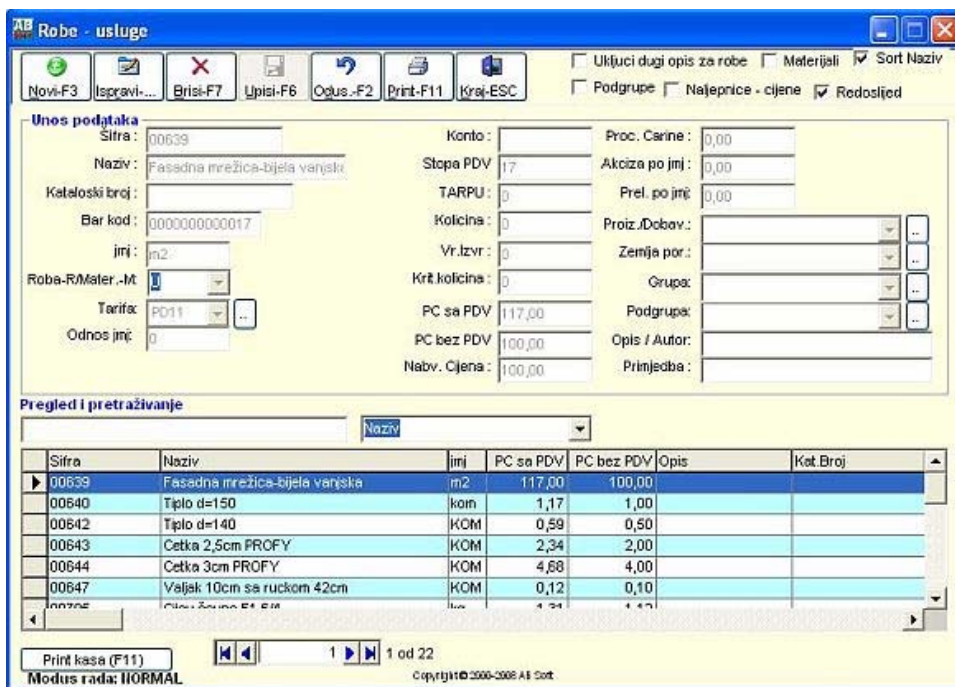 AB Robe - usluge
Novi-F3 Ispravi-... Brisi-F7 Upisi-F6 Odus.-F2 Print-F11 Kraj-ESC
Ukljuci dugi opis za robe Materijali Sort Naziv
Podgrupe Naljepnice - cijene Redoslijed
Unos podataka
Šifra : 00639
Naziv : Fasadna mrežica-bijela vanjska
Kataloski broj :
Bar kod : 0000000000017
jmj : m2
Roba-R/Mater.-M: U
Tarifa: PD11 ..
Odnos jmj: 0
Konto :
Stopa PDV 17
TARPU : 0
Kolicina : 0
Vr.Izvr : 0
Krit.kolicina : 0
PC sa PDV 117,00
PC bez PDV 100,00
Nabv. Cijena : 100,00
Proc. Carine : 0,00
Akciza po jmj : 0,00
Prel. po jmj: 0,00
Proiz./Dobav.: ..
Zemlja por.: ..
Grupa: ..
Podgrupa: ..
Opis / Autor:
Primjedba :
Pregled i pretraživanje
Naziv
Sifra Naziv jmj PC sa PDV PC bez PDV Opis Kat.Broj
00639 Fasadna mrežica-bijela vanjska m2 117,00 100,00
00640 Tiplo d=150 kom 1,17 1,00
00642 Tiplo d=140 KOM 0,59 0,50
00643 Cetka 2,5cm PROFY KOM 2,34 2,00
00644 Cetka 3cm PROFY KOM 4,68 4,00
00647 Valjak 10cm sa ruckom 42cm KOM 0,12 0,10
1 1 od 22
Print kasa (F11)
Modus rada: NORMAL
Copyright© 2000-2008 AB Soft